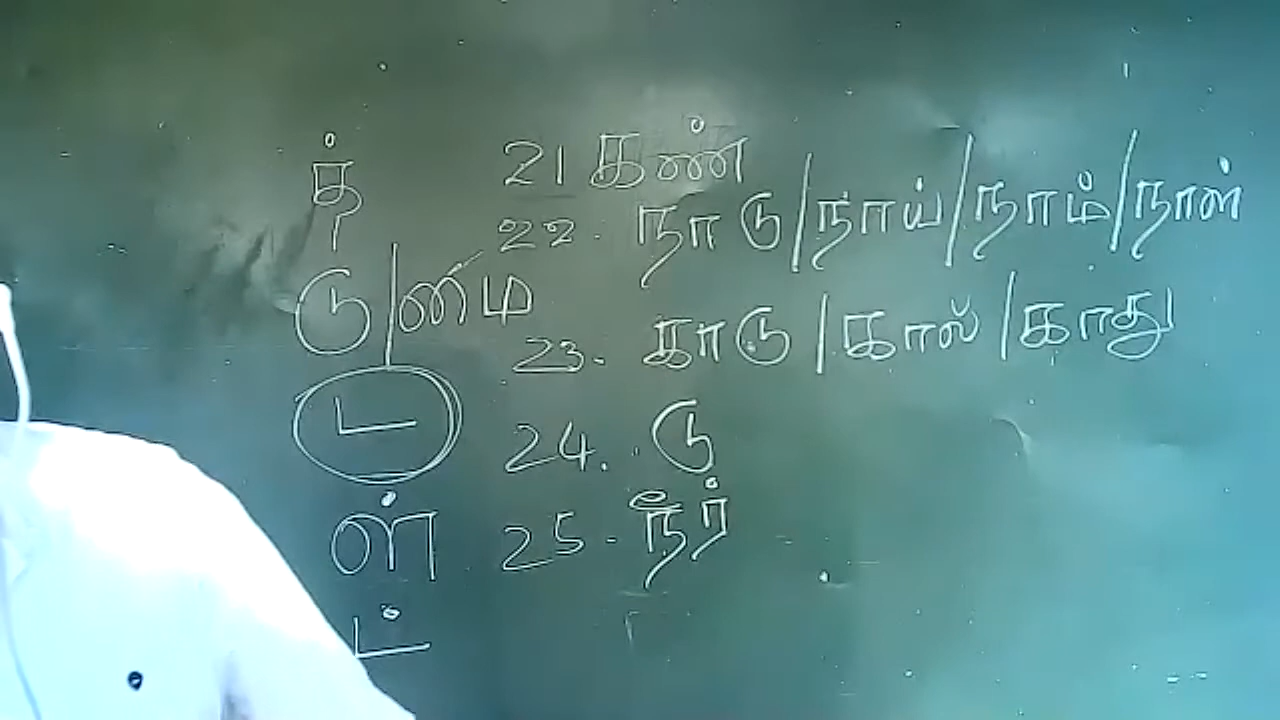 த்
டு/மை
ட
ள்
ட்
21 கண்
22. நாடு/நாய்/நாம்/நான்
23. காடு/கால்/காது
24. டு
25. நீர்